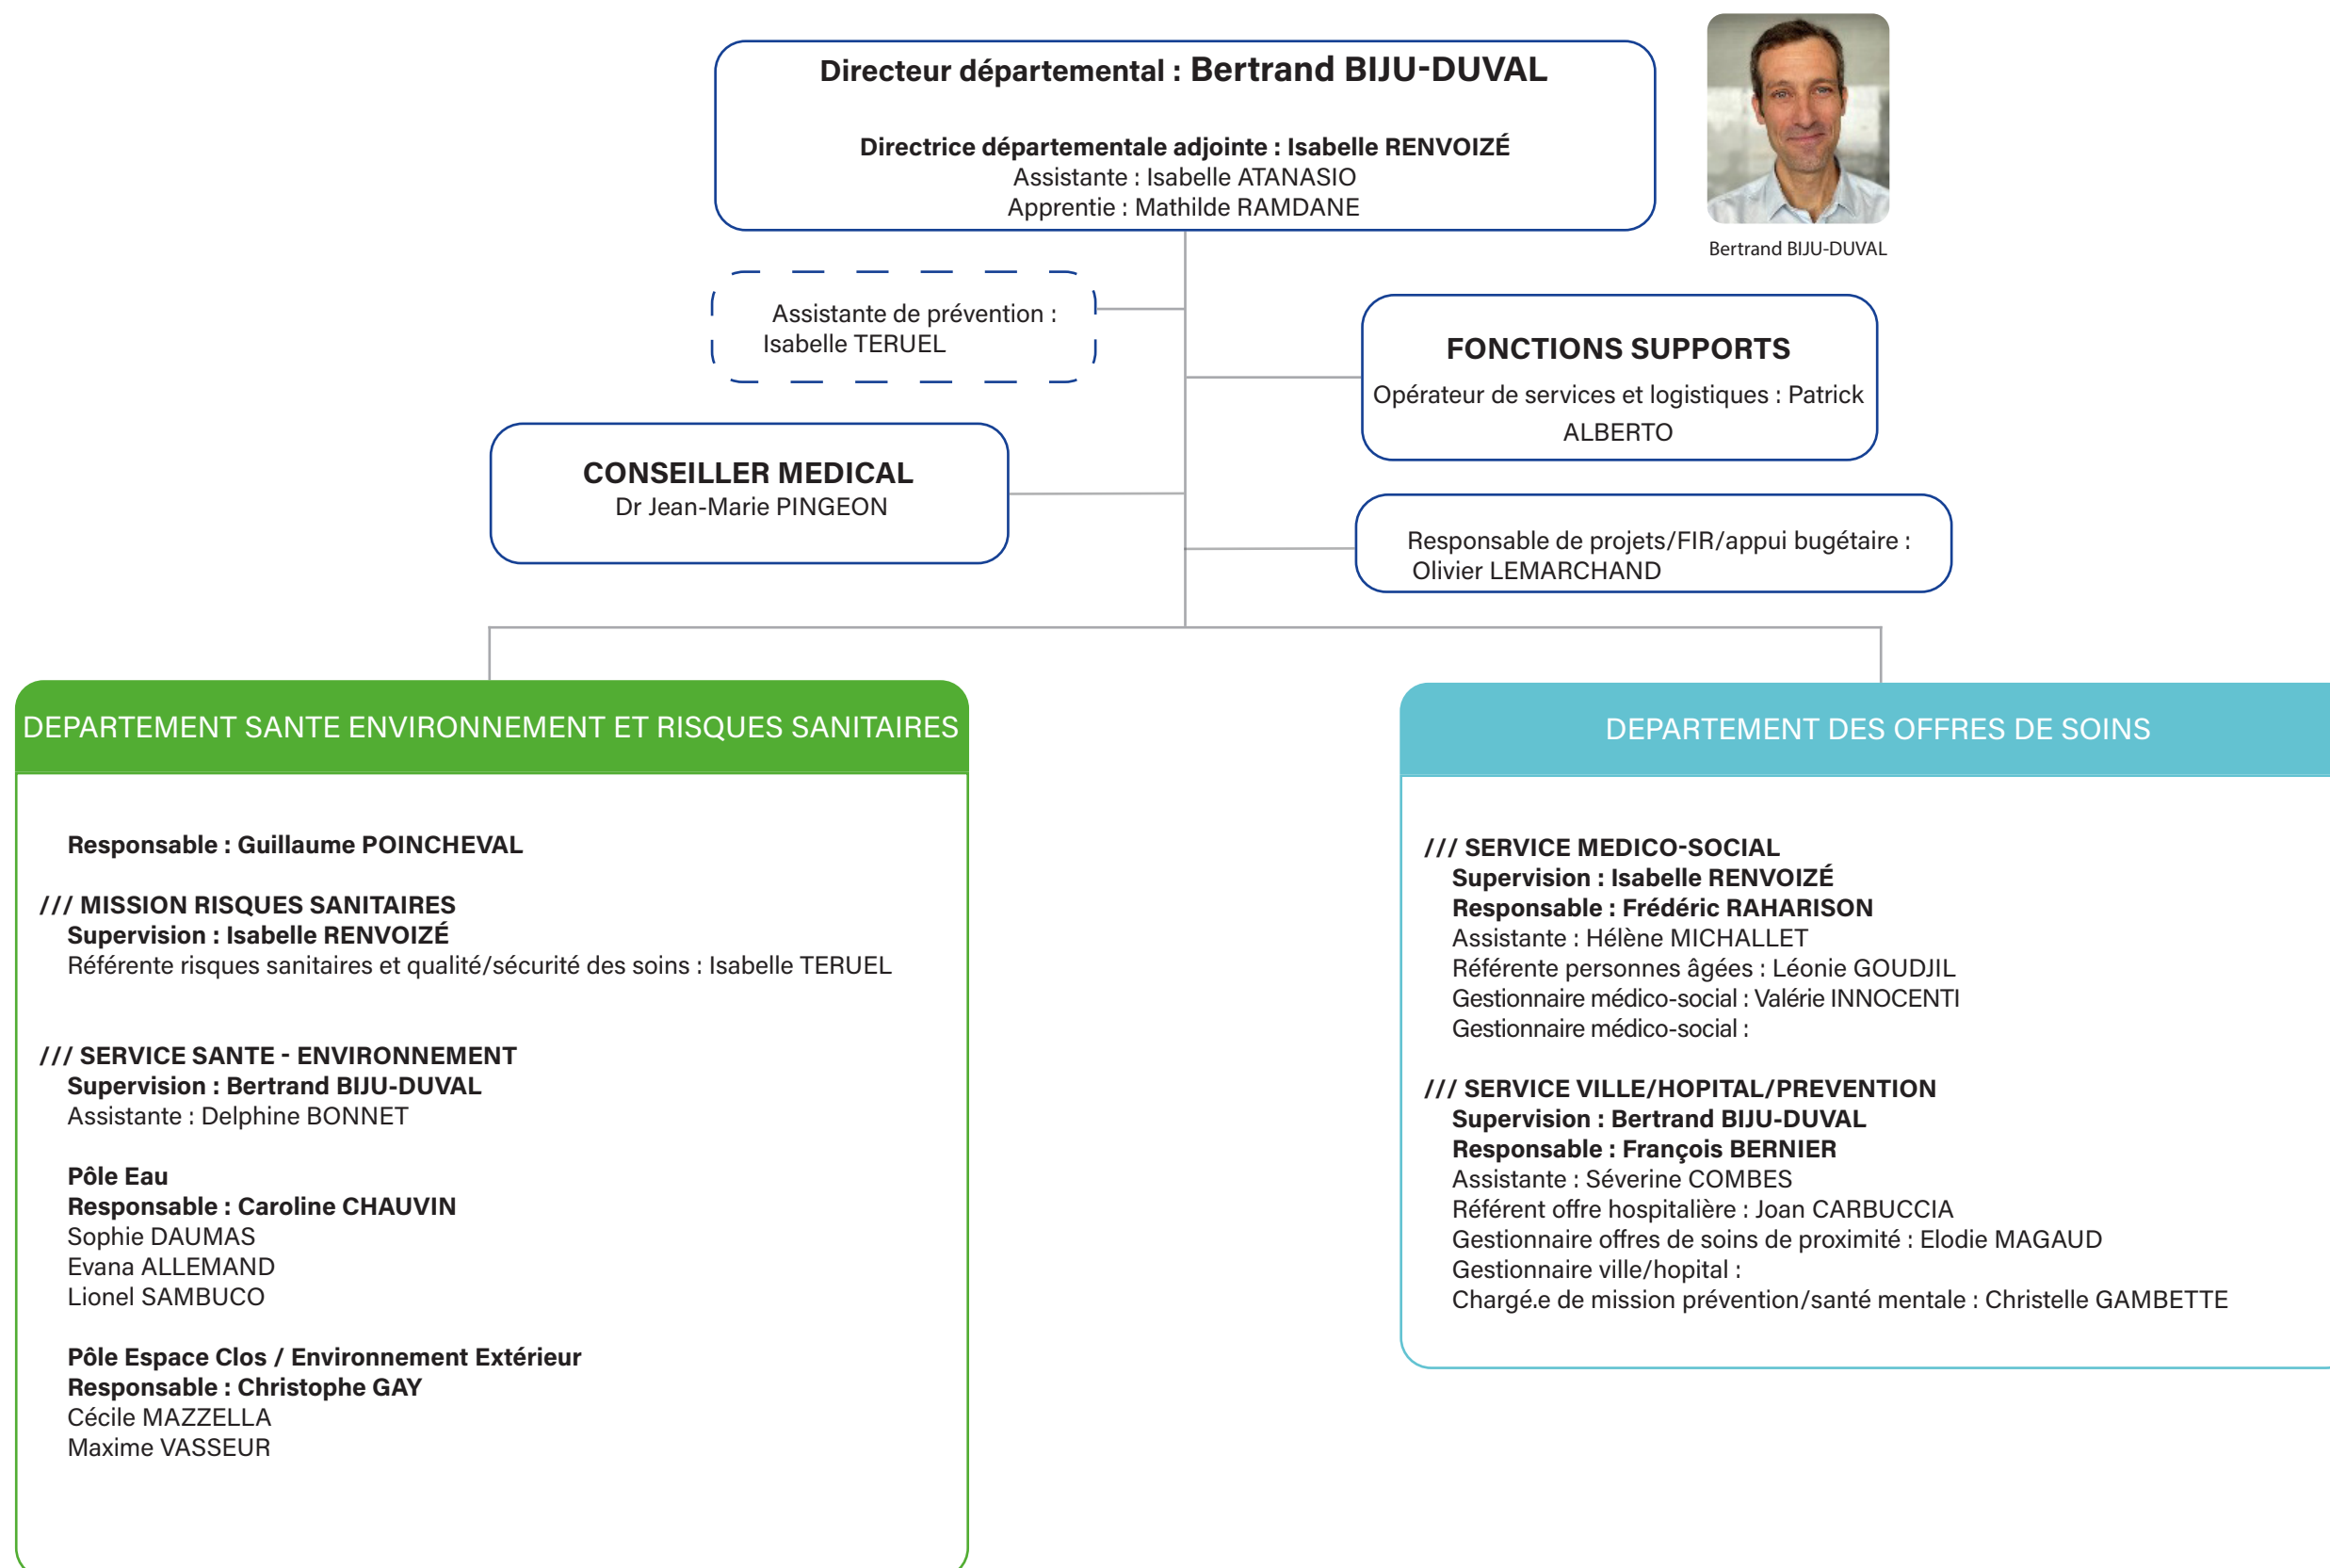 Directeur départemental : Bertrand BIJU-DUVAL
Directrice départementale adjointe : Isabelle RENVOIZÉ
Assistante : Isabelle ATANASIO
Apprentie : Mathilde RAMDANE
Bertrand BIJU-DUVAL
Assistante de prévention :
Isabelle TERUEL
FONCTIONS SUPPORTS
Opérateur de services et logistiques : Patrick
ALBERTO
CONSEILLER MEDICAL
Dr Jean-Marie PINGEON
Responsable de projets/FIR/appui bugétaire :
Olivier LEMARCHAND
DEPARTEMENT SANTE ENVIRONNEMENT ET RISQUES SANITAIRES
Responsable : Guillaume POINCHEVAL
/// MISSION RISQUES SANITAIRES
Supervision : Isabelle RENVOIZÉ
Référente risques sanitaires et qualité/sécurité des soins : Isabelle TERUEL
/// SERVICE SANTE - ENVIRONNEMENT
Supervision : Bertrand BIJU-DUVAL
Assistante : Delphine BONNET
Pôle Eau
Responsable : Caroline CHAUVIN
Sophie DAUMAS
Evana ALLEMAND
Lionel SAMBUCO
Pôle Espace Clos / Environnement Extérieur
Responsable : Christophe GAY
Cécile MAZZELLA
Maxime VASSEUR
DEPARTEMENT DES OFFRES DE SOINS
/// SERVICE MEDICO-SOCIAL
Supervision : Isabelle RENVOIZÉ
Responsable : Frédéric RAHARISON
Assistante : Hélène MICHALLET
Référente personnes âgées : Léonie GOUDJIL
Gestionnaire médico-social : Valérie INNOCENTI
Gestionnaire médico-social :
/// SERVICE VILLE/HOPITAL/PREVENTION
Supervision : Bertrand BIJU-DUVAL
Responsable : François BERNIER
Assistante : Séverine COMBES
Référent offre hospitalière : Joan CARBUCCIA
Gestionnaire offres de soins de proximité : Elodie MAGAUD
Gestionnaire ville/hopital :
Chargé.e de mission prévention/santé mentale : Christelle GAMBETTE